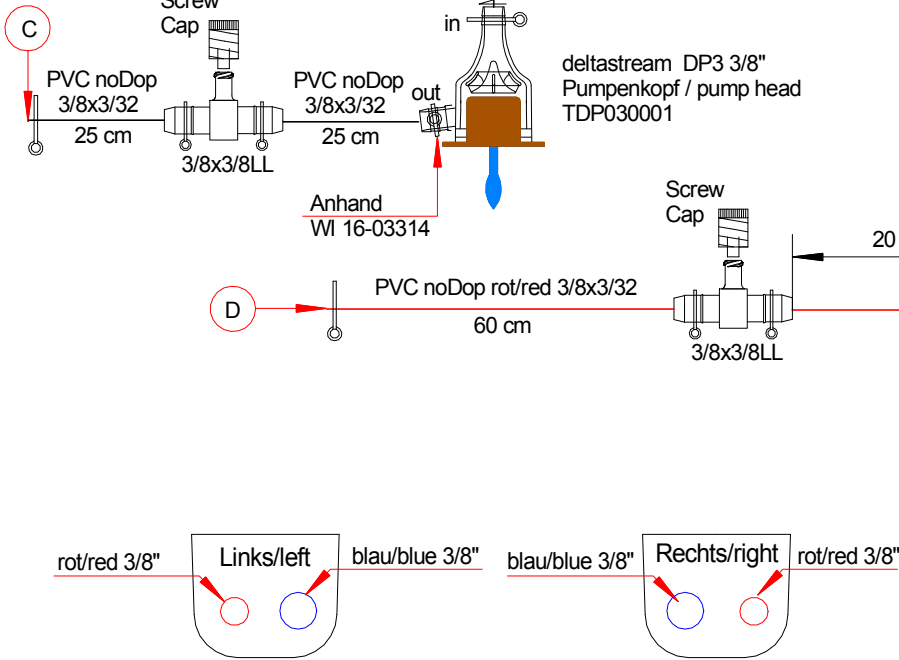 Screw
Cap
C
in
PVC noDop
3/8x3/32
25 cm
PVC noDop
3/8x3/32
25 cm
out
deltastream DP3 3/8"
Pumpenkopf / pump head
TDP030001
3/8x3/8LL
Anhand
WI 16-03314
Screw
Cap
20
D
PVC noDop rot/red 3/8x3/32
60 cm
3/8x3/8LL
rot/red 3/8"
Links/left
blau/blue 3/8"
blau/blue 3/8"
Rechts/right
rot/red 3/8"